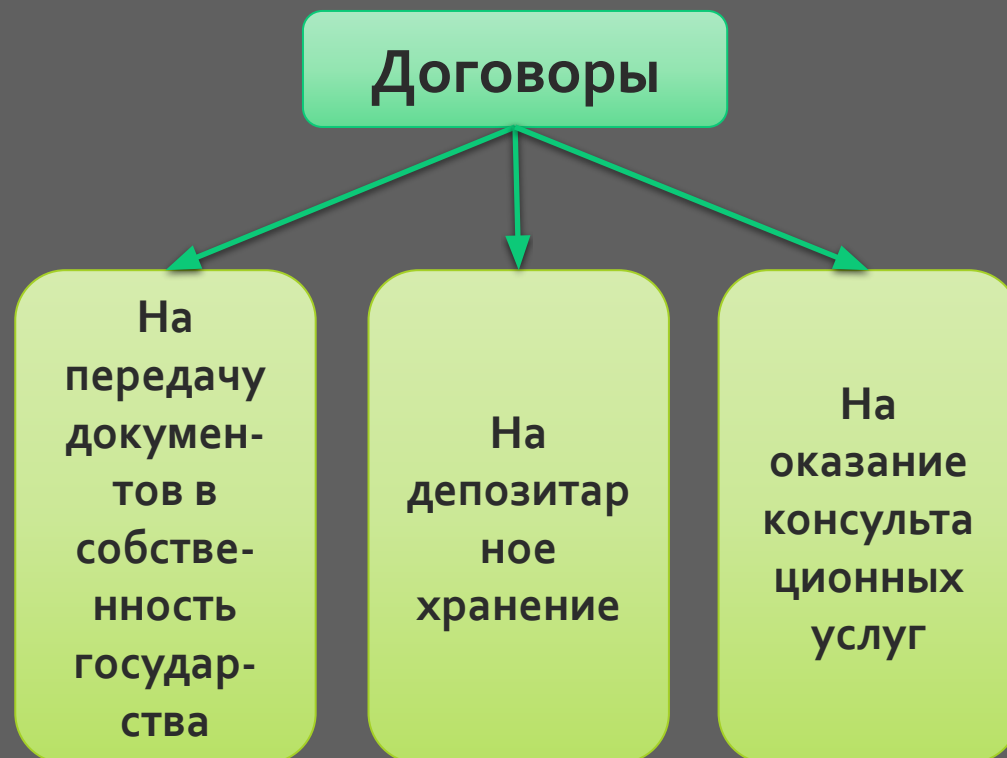 Договоры
На
передачу
докумен-
тов в
собстве-
нность
государ-
ства
На
депозитар
ное
хранение
На
оказание
консульта
ционных
услуг